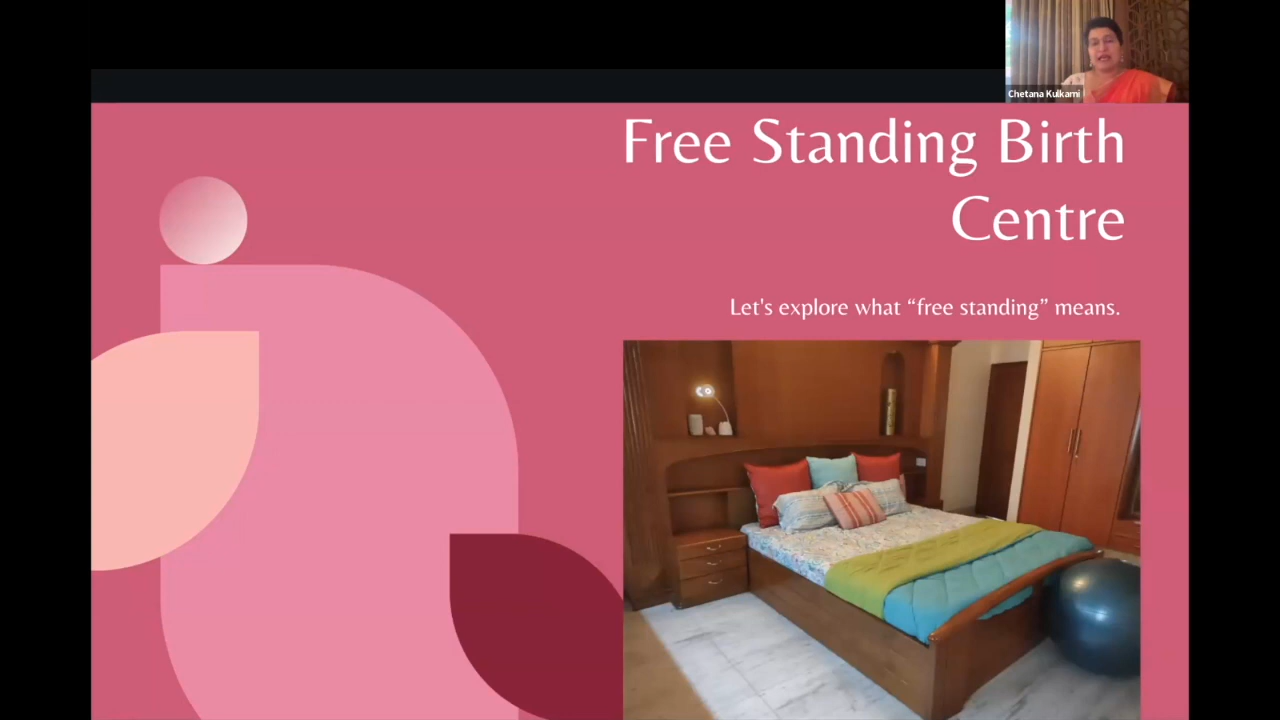 Chetana Kulkarni
Free Standing Birth
Centre
Let's explore what “free standing” means.